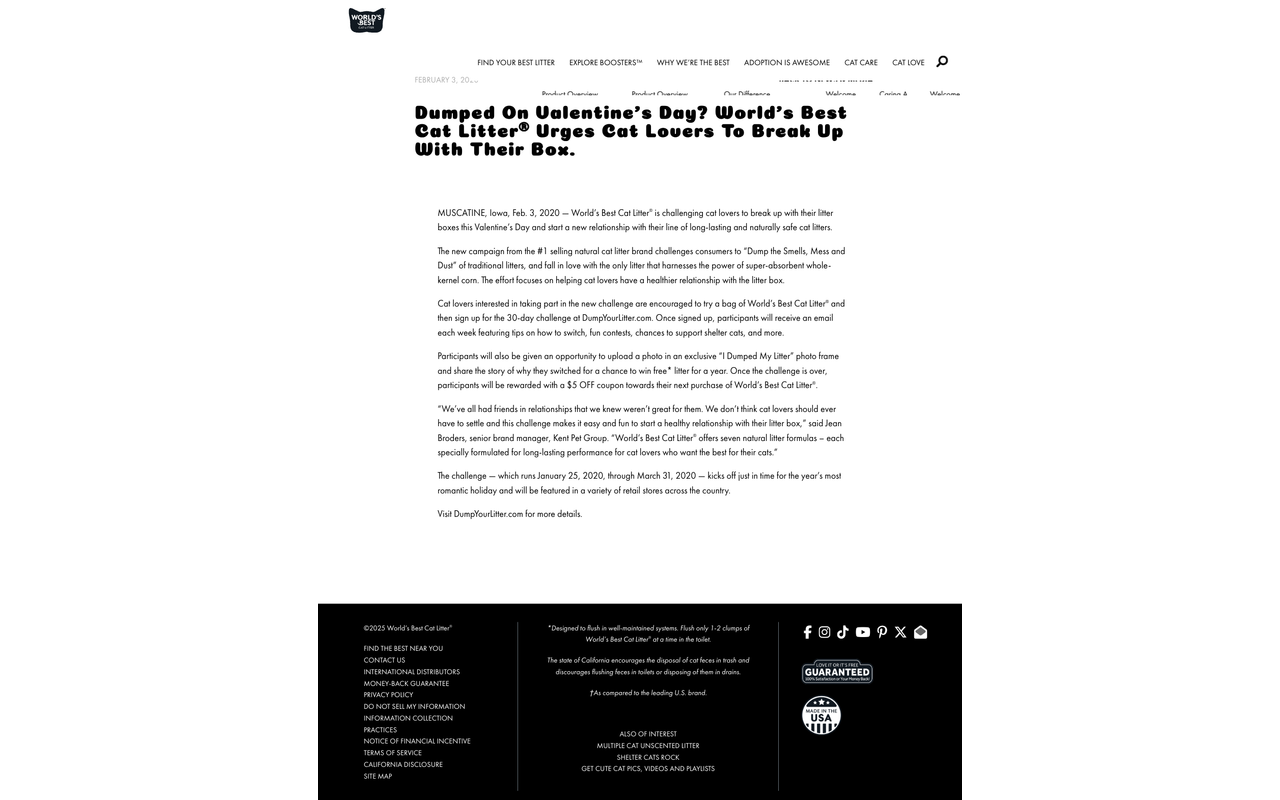 WORLD'S
BEST
FIND YOUR BEST LITTER EXPLORE BOOSTERS™ WHY WE'RE THE BEST ADOPTION IS AWESOME CAT CARE CAT LOVE
FEBRUARY 3, 2020
Product Overview Product Overview Our Difference Welcome Caring A Welcome
Dumped On Valentine's Day? World's Best
Cat Litter® Urges Cat Lovers To Break Up
With Their Box.
MUSCATINE, Iowa, Feb. 3, 2020 — World's Best Cat Litter® is challenging cat lovers to break up with their litter
boxes this Valentine's Day and start a new relationship with their line of long-lasting and naturally safe cat litters.
The new campaign from the #1 selling natural cat litter brand challenges consumers to "Dump the Smells, Mess and
Dust" of traditional litters, and fall in love with the only litter that harnesses the power of super-absorbent whole-
kernel corn. The effort focuses on helping cat lovers have a healthier relationship with the litter box.
Cat lovers interested in taking part in the new challenge are encouraged to try a bag of World's Best Cat Litter® and
then sign up for the 30-day challenge at DumpYourLitter.com. Once signed up, participants will receive an email
each week featuring tips on how to switch, fun contests, chances to support shelter cats, and more.
Participants will also be given an opportunity to upload a photo in an exclusive "I Dumped My Litter" photo frame
and share the story of why they switched for a chance to win free* litter for a year. Once the challenge is over,
participants will be rewarded with a $5 OFF coupon towards their next purchase of World's Best Cat Litter®.
"We've all had friends in relationships that we knew weren't great for them. We don't think cat lovers should ever
have to settle and this challenge makes it easy and fun to start a healthy relationship with their litter box," said Jean
Broders, senior brand manager, Kent Pet Group. "World's Best Cat Litter® offers seven natural litter formulas – each
specially formulated for long-lasting performance for cat lovers who want the best for their cats."
The challenge — which runs January 25, 2020, through March 31, 2020 — kicks off just in time for the year's most
romantic holiday and will be featured in a variety of retail stores across the country.
Visit DumpYourLitter.com for more details.
©2025 World's Best Cat Litter®
FIND THE BEST NEAR YOU
CONTACT US
INTERNATIONAL DISTRIBUTORS
MONEY-BACK GUARANTEE
PRIVACY POLICY
DO NOT SELL MY INFORMATION
INFORMATION COLLECTION
PRACTICES
NOTICE OF FINANCIAL INCENTIVE
TERMS OF SERVICE
CALIFORNIA DISCLOSURE
SITE MAP
*Designed to flush in well-maintained systems. Flush only 1-2 clumps of
World's Best Cat Litter® at a time in the toilet.
The state of California encourages the disposal of cat feces in trash and
discourages flushing feces in toilets or disposing of them in drains.
†As compared to the leading U.S. brand.
ALSO OF INTEREST
MULTIPLE CAT UNSCENTED LITTER
SHELTER CATS ROCK
GET CUTE CAT PICS, VIDEOS AND PLAYLISTS
LOVE IT OR IT'S FREE
GUARANTEED
100% Satisfaction or Your Money Back!
MADE IN THE
USA